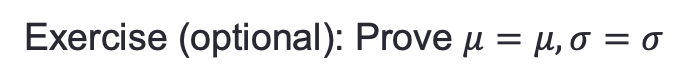 Exercise (optional): Prove μ = μ, σ = σ